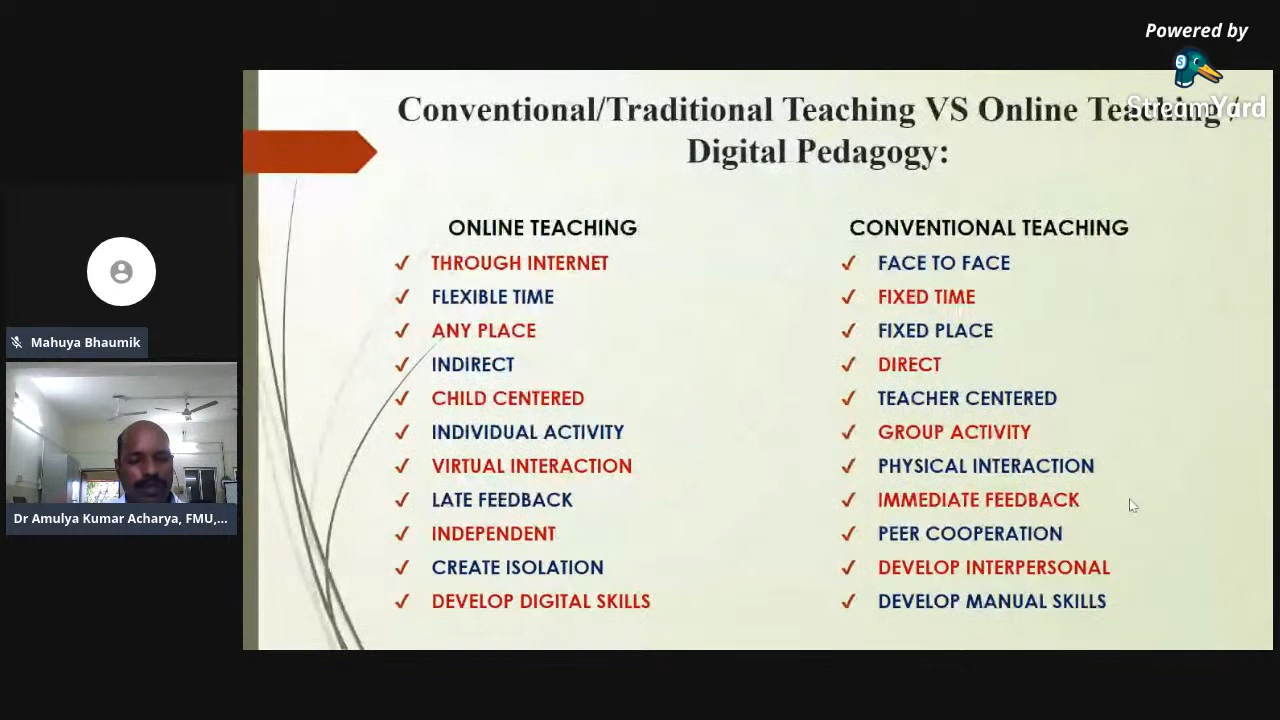 Powered by
StreamYard
Conventional/Traditional Teaching VS Online Teaching/
Digital Pedagogy:
ONLINE TEACHING
✓ THROUGH INTERNET
✓ FLEXIBLE TIME
✓ ANY PLACE
✓ INDIRECT
✓ CHILD CENTERED
✓ INDIVIDUAL ACTIVITY
✓ VIRTUAL INTERACTION
✓ LATE FEEDBACK
✓ INDEPENDENT
✓ CREATE ISOLATION
✓ DEVELOP DIGITAL SKILLS
CONVENTIONAL TEACHING
✓ FACE TO FACE
✓ FIXED TIME
✓ FIXED PLACE
✓ DIRECT
✓ TEACHER CENTERED
✓ GROUP ACTIVITY
✓ PHYSICAL INTERACTION
✓ IMMEDIATE FEEDBACK
✓ PEER COOPERATION
✓ DEVELOP INTERPERSONAL
✓ DEVELOP MANUAL SKILLS
Mahuya Bhaumik
Dr Amulya Kumar Acharya, FMU,...